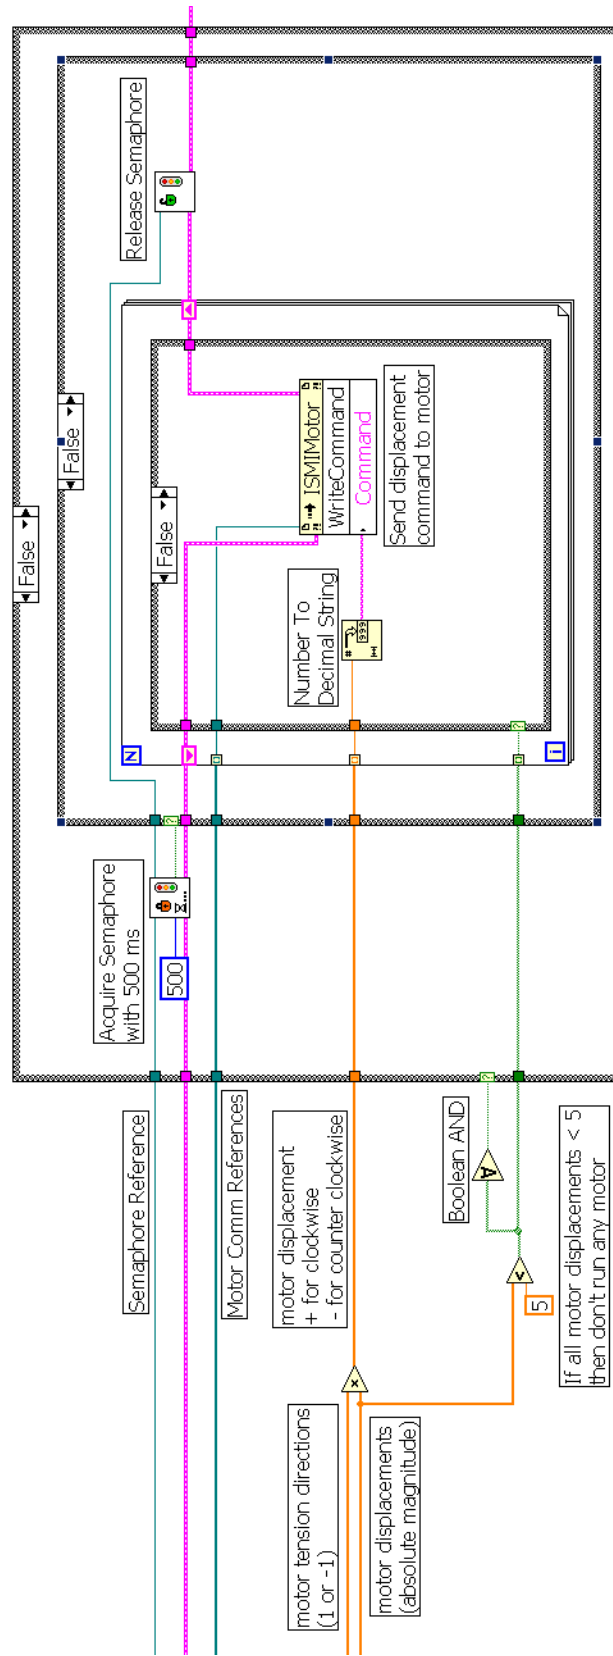 Semaphore Reference
Motor Comm References
motor tension directions
(1 or -1)
motor displacements
(absolute magnitude)
motor displacement
+ for clockwise
- for counter clockwise
×
5
<
Boolean AND
If all motor displacements < 5
then don't run any motor
False
Acquire Semaphore
with 500 ms
500
False
N
i
False
Number To
Decimal String
#
999
ISMIMotor
WriteCommand
Command
Send displacement
command to motor
Release Semaphore
?
?
?